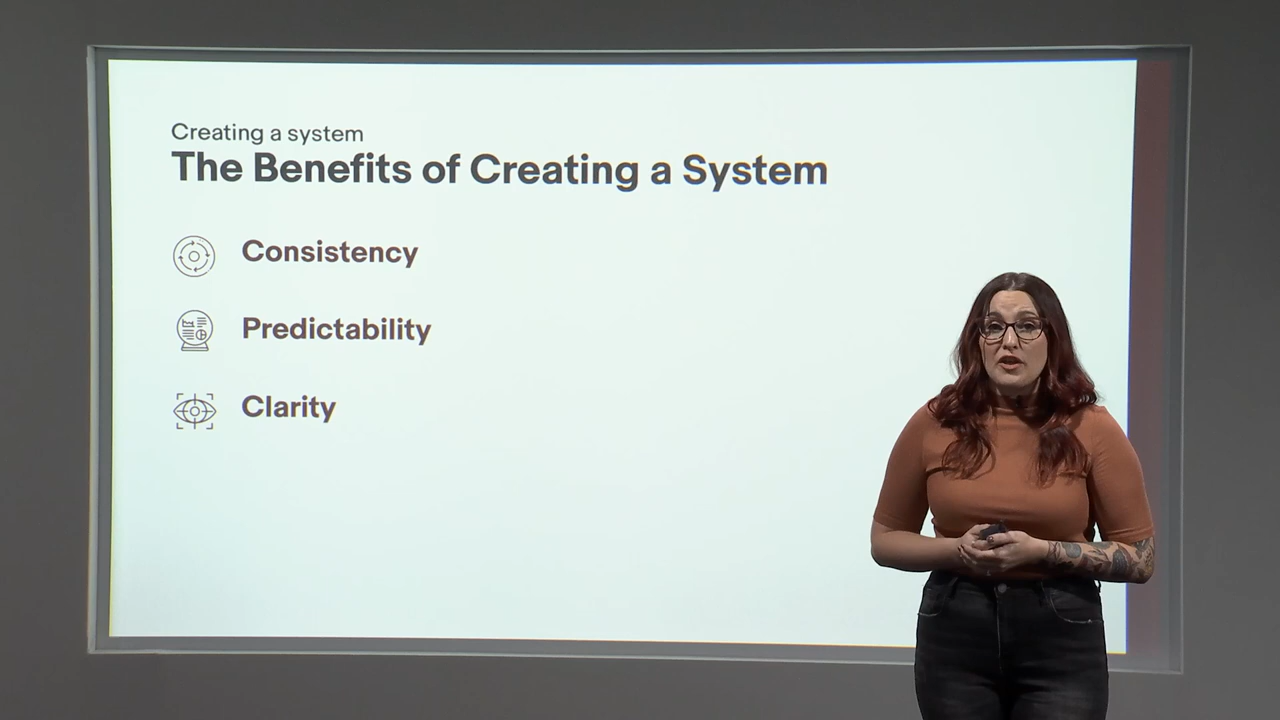 Creating a system
The Benefits of Creating a System
Consistency
Predictability
Clarity